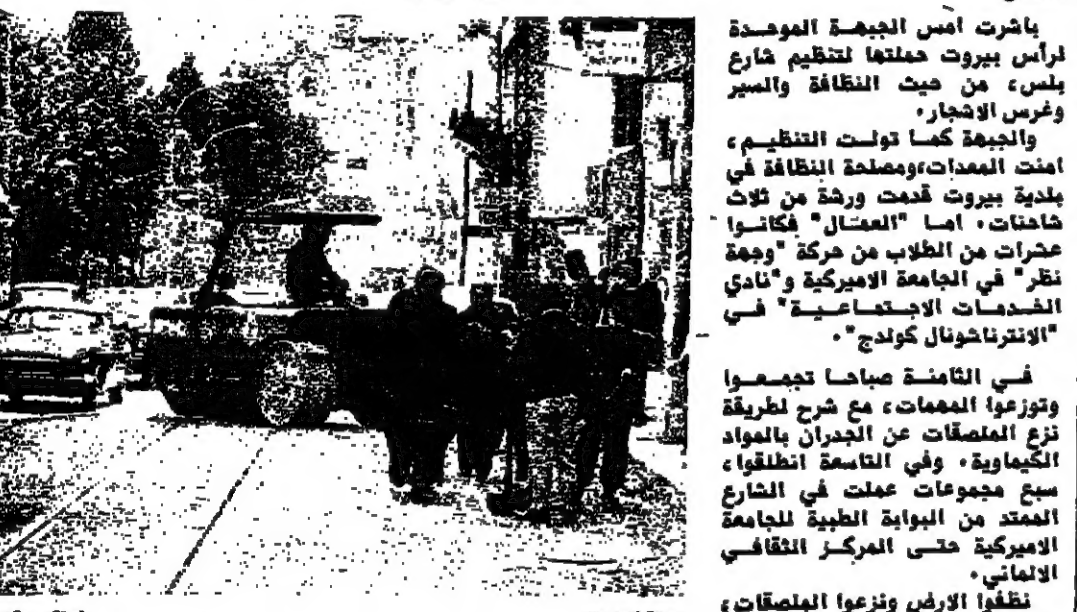 باشرت امس الجبهة الموحدة
لرأس بيروت حملتها لتنظيم شارع
بلس، من حيث النظافة والسير
وغرس الاشجار.
والجبهة كما تولت التنظيم،
امنت المعدات،ومصلحة النظافة في
بلدية بيروت قدمت ورشة من ثلاث
شاحنات. اما "العمّال" فكانوا
عشرات من الطلاب من حركة "وجهة
نظر" في الجامعة الاميركية و"نادي
الخدمات الاجتماعية" في
"الانترناشونال كولدج".
في الثامنة صباحا تجمعوا
وتوزعوا المهمات، مع شرح لطريقة
نزع الملصقات عن الجدران بالمواد
الكيماوية. وفي التاسعة انطلقوا،
سبع مجموعات عملت في الشارع
الممتد من البوابة الطبية للجامعة
الاميركية حتى المركز الثقافي
الالماني.
نظفوا الارض ونزعوا الملصقات،